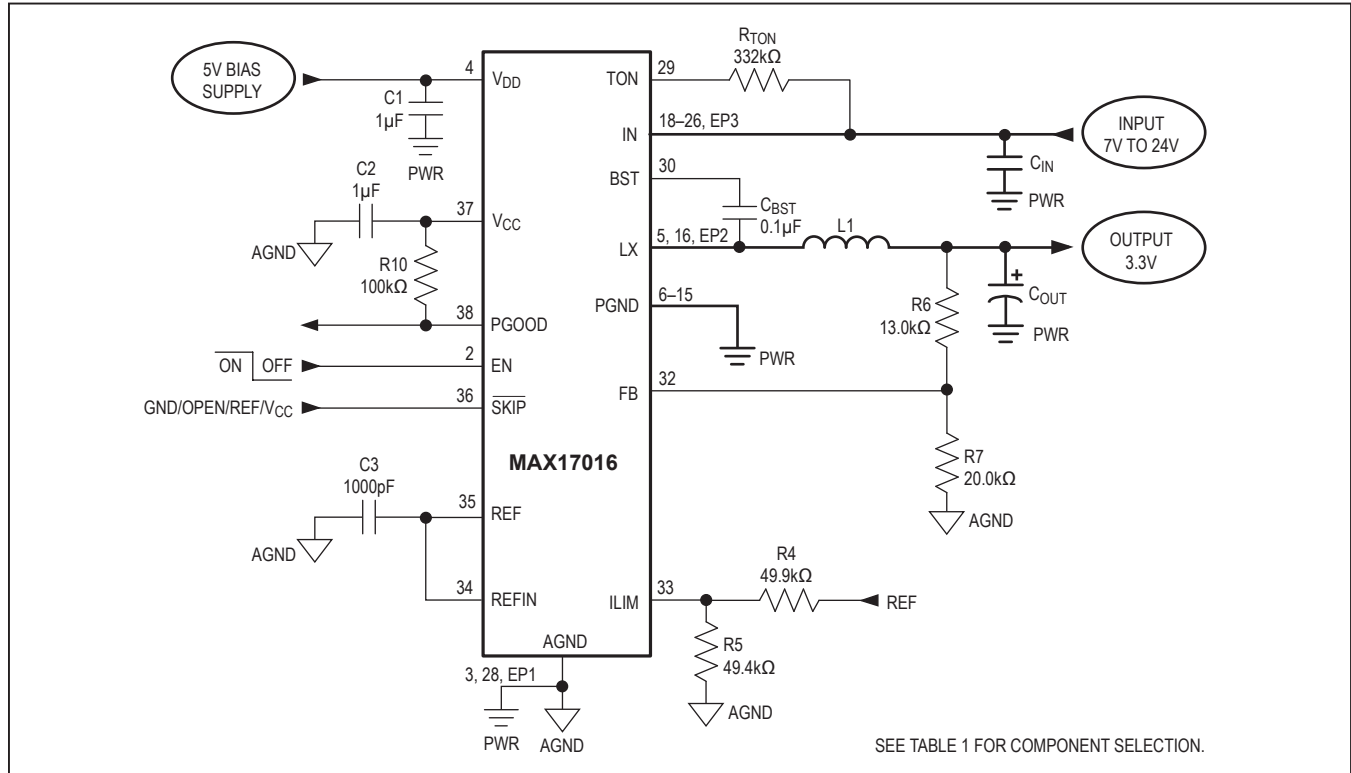 5V BIAS
SUPPLY
4
V_DD
C1
1µF
PWR
C2
1µF
37
V_CC
AGND
R10
100kΩ
38
PGOOD
ON
OFF
2
EN
GND/OPEN/REF/V_CC
36
SKIP
MAX17016
C3
1000pF
35
REF
AGND
34
REFIN
AGND
3, 28, EP1
PWR
AGND
R_TON
332kΩ
TON
29
IN
18–26, EP3
INPUT
7V TO 24V
C_IN
PWR
BST
30
C_BST
0.1µF
LX
5, 16, EP2
L1
OUTPUT
3.3V
C_OUT
+
PWR
PGND
6–15
PWR
R6
13.0kΩ
FB
32
R7
20.0kΩ
AGND
ILIM
33
R4
49.9kΩ
REF
R5
49.4kΩ
AGND
SEE TABLE 1 FOR COMPONENT SELECTION.